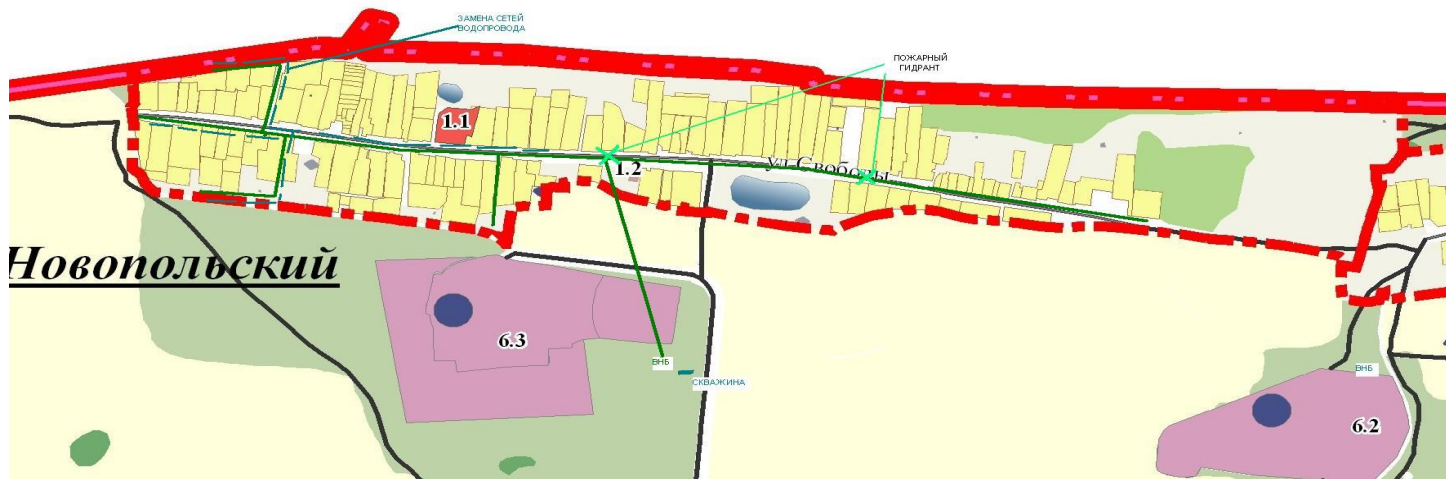 ЗАМЕНА СЕТЕЙ
ВОДОПРОВОДА
ПОЖАРНЫЙ
ГИДРАНТ
1.1
1.2
Ул.Свободы
Новопольский
6.3
ВНБ
СКВАЖИНА
ВНБ
6.2